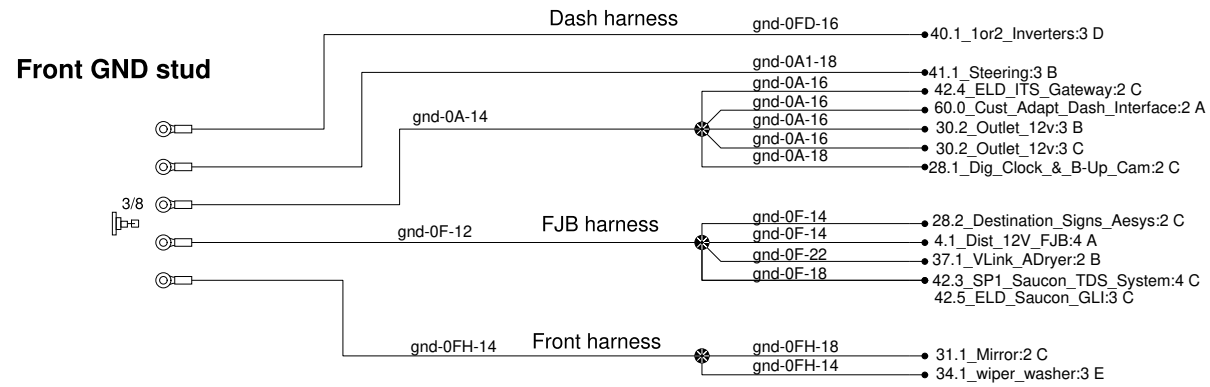 Dash harness
gnd-0FD-16
40.1_1or2_Inverters:3 D
Front GND stud
gnd-0A1-18
41.1_Steering:3 B
gnd-0A-16
42.4_ELD_ITS_Gateway:2 C
gnd-0A-16
60.0_Cust_Adapt_Dash_Interface:2 A
gnd-0A-14
gnd-0A-16
30.2_Outlet_12v:3 B
gnd-0A-16
30.2_Outlet_12v:3 C
gnd-0A-18
28.1_Dig_Clock_&_B-Up_Cam:2 C
3/8
gnd-0F-12
FJB harness
gnd-0F-14
28.2_Destination_Signs_Aesys:2 C
gnd-0F-14
4.1_Dist_12V_FJB:4 A
gnd-0F-22
37.1_VLink_ADryer:2 B
gnd-0F-18
42.3_SP1_Saucon_TDS_System:4 C
42.5_ELD_Saucon_GLI:3 C
gnd-0FH-14
Front harness
gnd-0FH-18
31.1_Mirror:2 C
gnd-0FH-14
34.1_wiper_washer:3 E